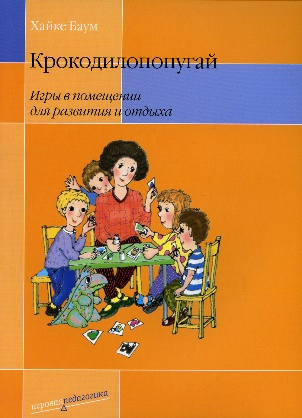 Хайке Баум
Крокодилопопугай
Игры в помещении
для развития и отдыха
игровая педагогика